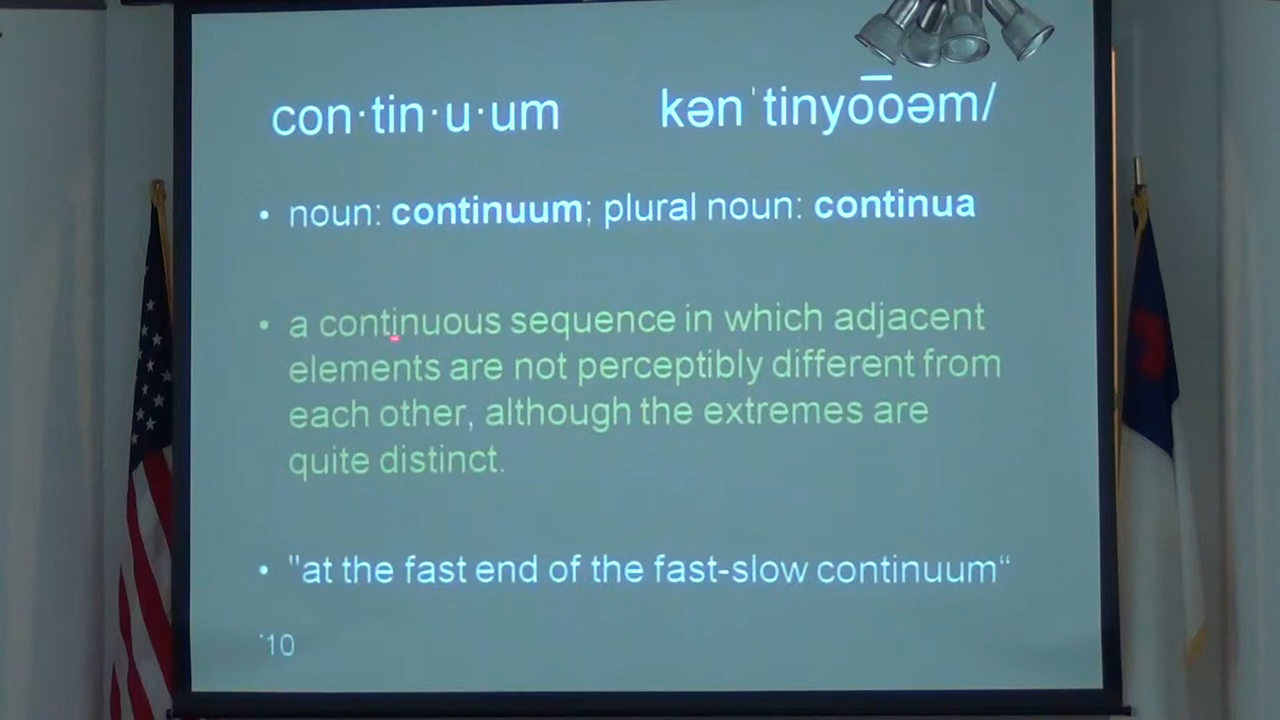 con·tin·u·um kənˈtinyo͞oəm/
• noun: continuum; plural noun: continua
• a continuous sequence in which adjacent
elements are not perceptibly different from
each other, although the extremes are
quite distinct.
• "at the fast end of the fast-slow continuum“
˙10